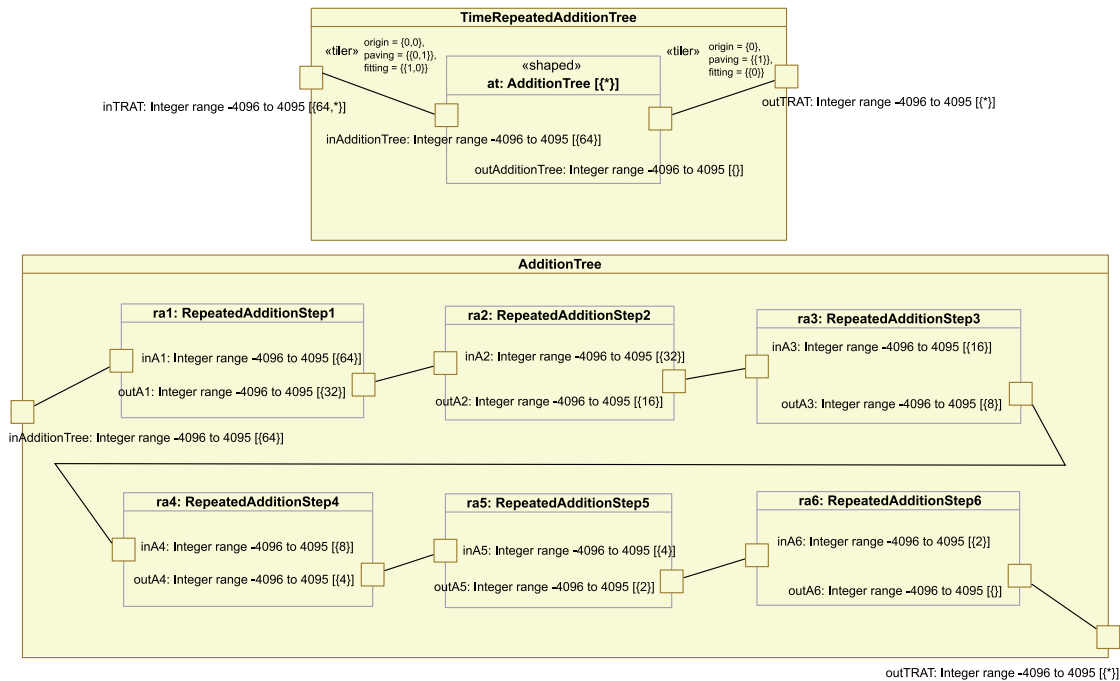 TimeRepeatedAdditionTree
«tiler»
origin = {0,0},
paving = {{0,1}},
fitting = {{1,0}}
«shaped»
at: AdditionTree [{*}]
«tiler»
origin = {0},
paving = {{1}},
fitting = {{0}}
inTRAT: Integer range -4096 to 4095 [{64,*}]
outTRAT: Integer range -4096 to 4095 [{*}]
inAdditionTree: Integer range -4096 to 4095 [{64}]
outAdditionTree: Integer range -4096 to 4095 [{}]
AdditionTree
ra1: RepeatedAdditionStep1
inA1: Integer range -4096 to 4095 [{64}]
outA1: Integer range -4096 to 4095 [{32}]
ra2: RepeatedAdditionStep2
inA2: Integer range -4096 to 4095 [{32}]
outA2: Integer range -4096 to 4095 [{16}]
ra3: RepeatedAdditionStep3
inA3: Integer range -4096 to 4095 [{16}]
outA3: Integer range -4096 to 4095 [{8}]
inAdditionTree: Integer range -4096 to 4095 [{64}]
ra4: RepeatedAdditionStep4
inA4: Integer range -4096 to 4095 [{8}]
outA4: Integer range -4096 to 4095 [{4}]
ra5: RepeatedAdditionStep5
inA5: Integer range -4096 to 4095 [{4}]
outA5: Integer range -4096 to 4095 [{2}]
ra6: RepeatedAdditionStep6
inA6: Integer range -4096 to 4095 [{2}]
outA6: Integer range -4096 to 4095 [{}]
outTRAT: Integer range -4096 to 4095 [{*}]